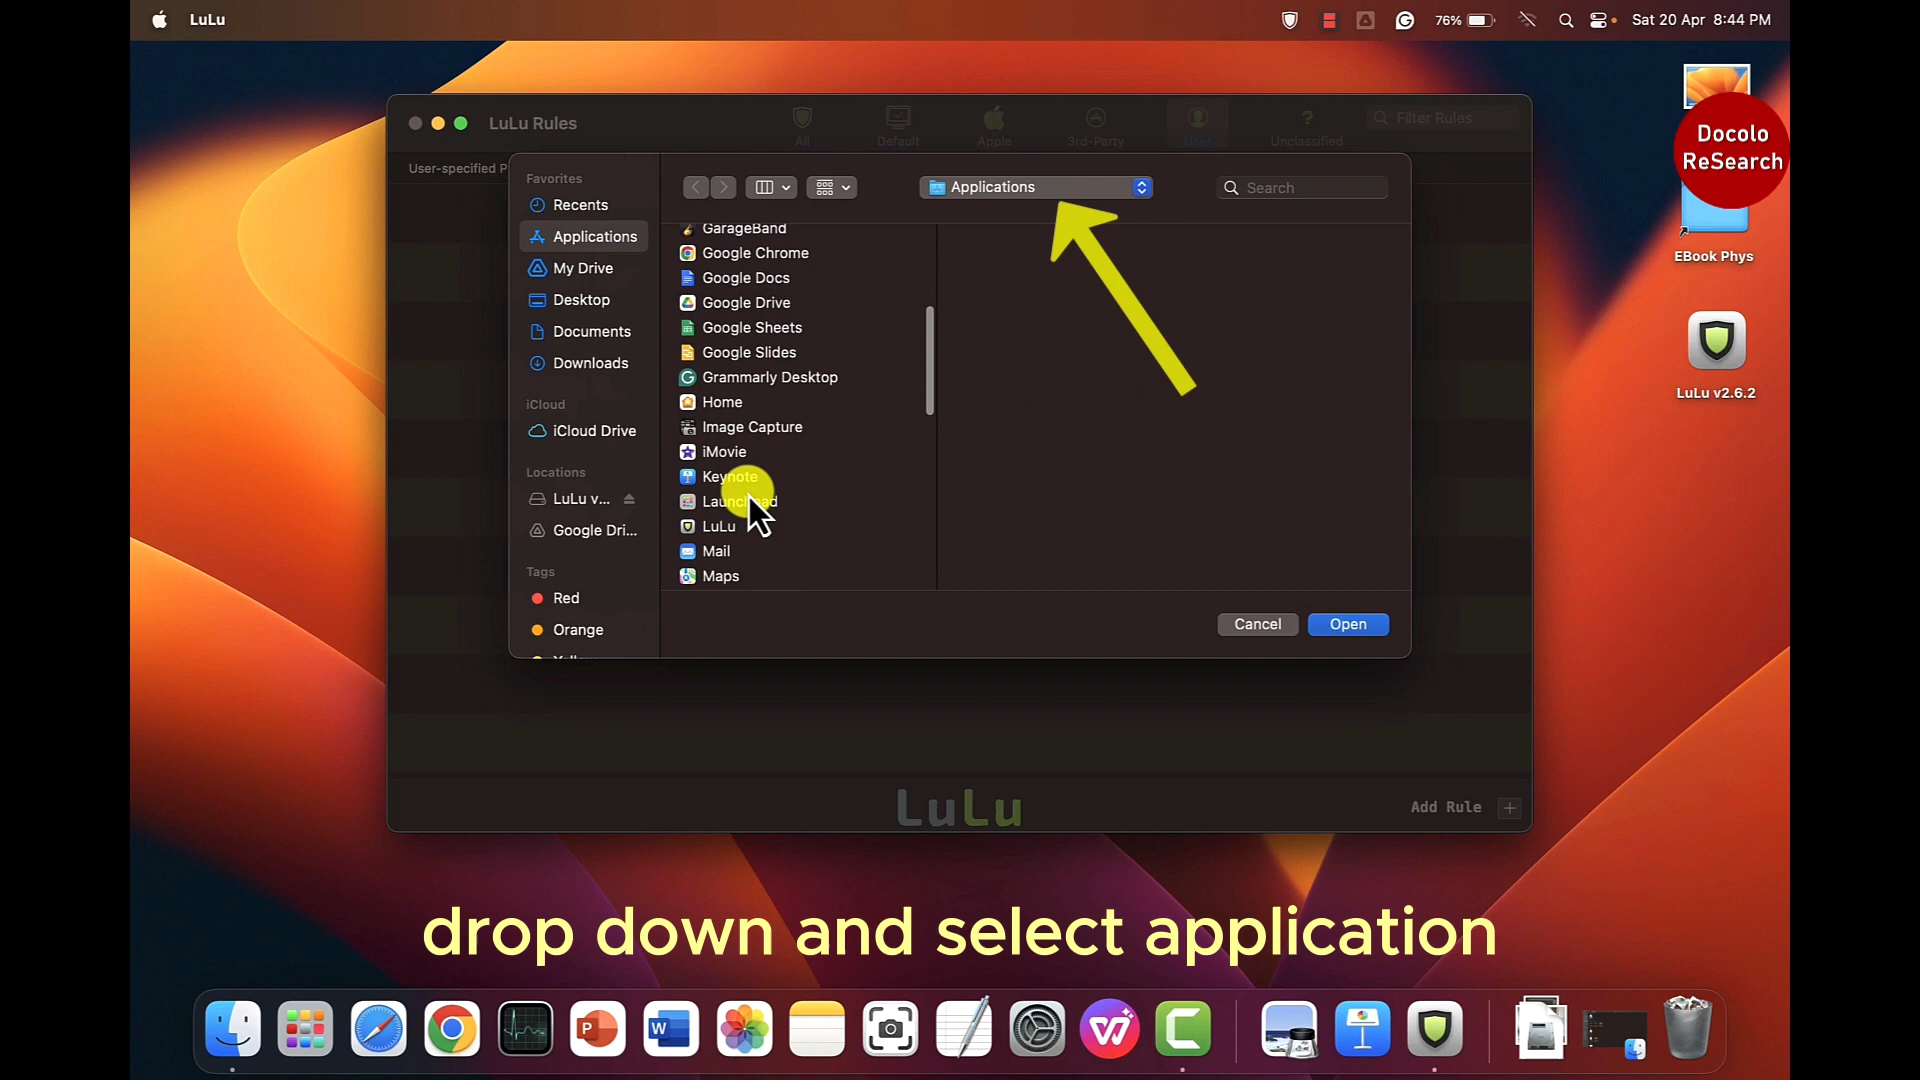 LuLu
76%
Sat 20 Apr 8:44 PM
LuLu Rules
All
Default
Apple
3rd-Party
User
Unclassified
Filter Rules
User-specified P
Favorites
Recents
Applications
My Drive
Desktop
Documents
Downloads
iCloud
iCloud Drive
Locations
LuLu v...
Google Dri...
Tags
Red
Orange
Applications
Search
GarageBand
Google Chrome
Google Docs
Google Drive
Google Sheets
Google Slides
Grammarly Desktop
Home
Image Capture
iMovie
Keynote
Launchpad
LuLu
Mail
Maps
Cancel
Open
LuLu
Add Rule
Docolo
ReSearch
EBook Phys
LuLu v2.6.2
drop down and select application